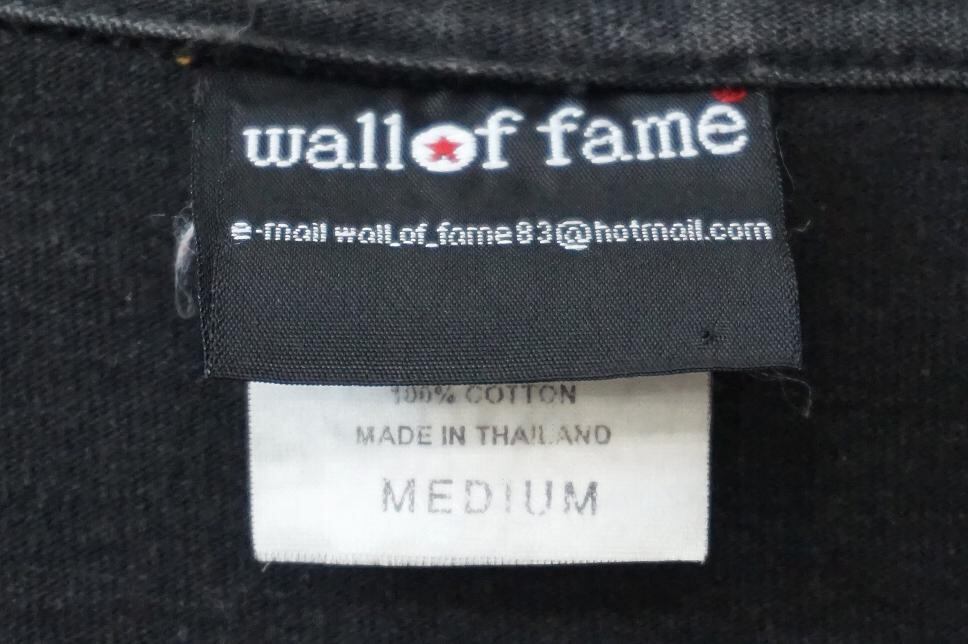 wall of fame
e-mail wall_of_fame83@hotmail.com
100% COTTON
MADE IN THAILAND
MEDIUM